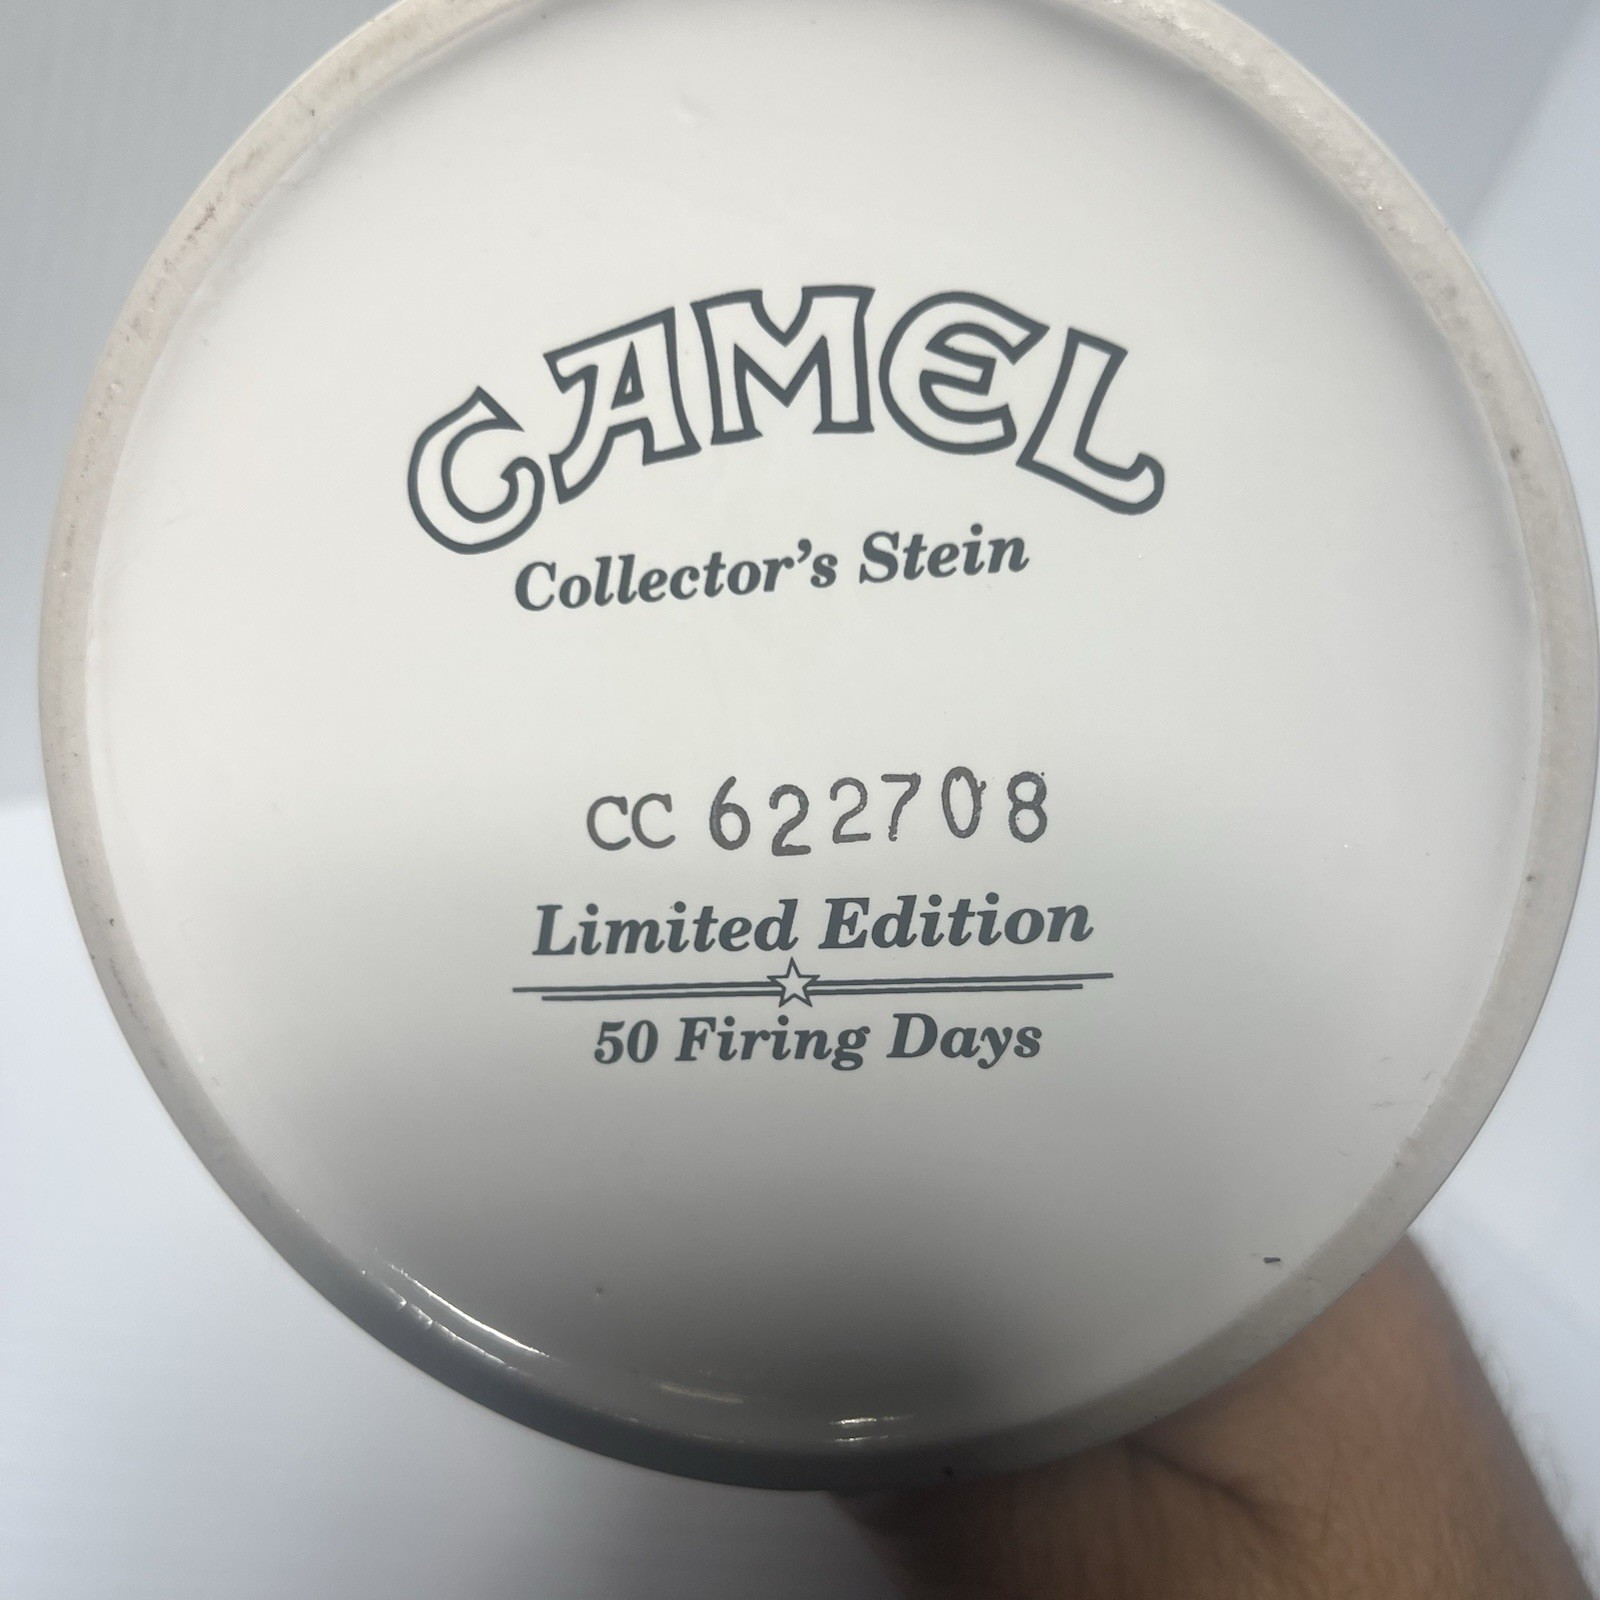 CAMEL
Collector's Stein
CC 622708
Limited Edition
50 Firing Days